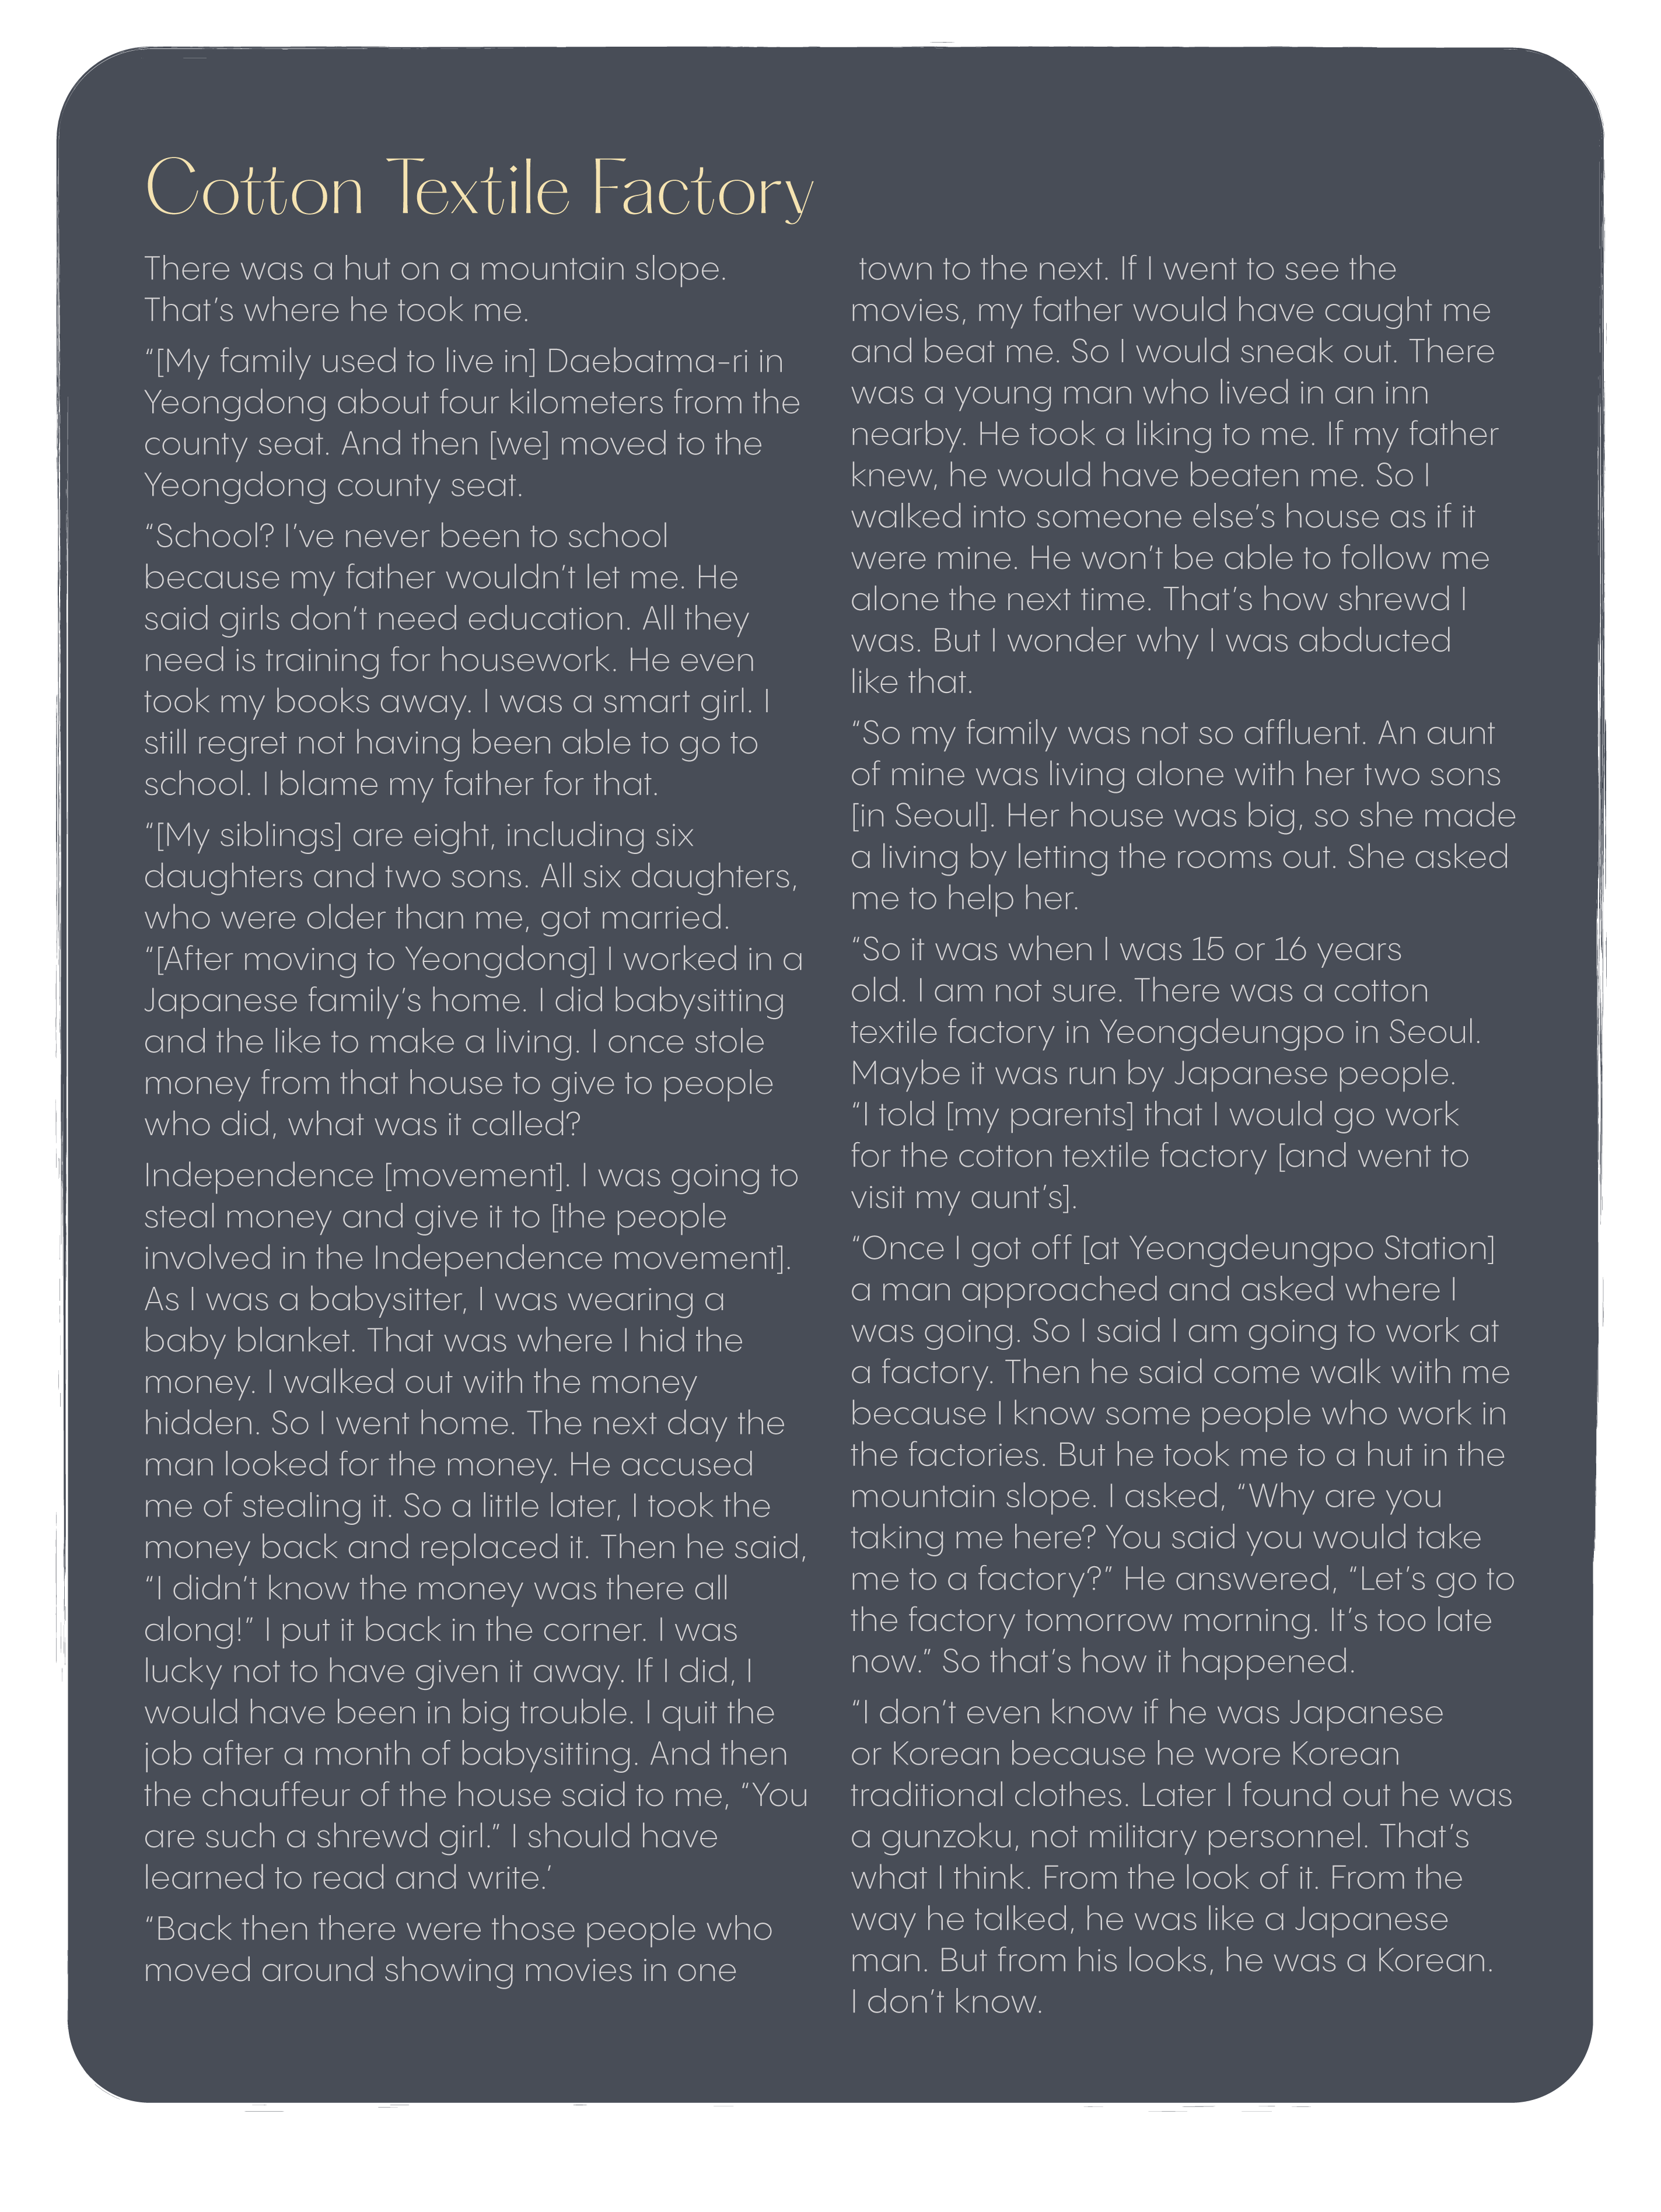 Cotton Textile Factory
There was a hut on a mountain slope.
That’s where he took me.
“[My family used to live in] Daebatma-ri in
Yeongdong about four kilometers from the
county seat. And then [we] moved to the
Yeongdong county seat.
“School? I’ve never been to school
because my father wouldn’t let me. He
said girls don’t need education. All they
need is training for housework. He even
took my books away. I was a smart girl. I
still regret not having been able to go to
school. I blame my father for that.
“[My siblings] are eight, including six
daughters and two sons. All six daughters,
who were older than me, got married.
“[After moving to Yeongdong] I worked in a
Japanese family’s home. I did babysitting
and the like to make a living. I once stole
money from that house to give to people
who did, what was it called?
Independence [movement]. I was going to
steal money and give it to [the people
involved in the Independence movement].
As I was a babysitter, I was wearing a
baby blanket. That was where I hid the
money. I walked out with the money
hidden. So I went home. The next day the
man looked for the money. He accused
me of stealing it. So a little later, I took the
money back and replaced it. Then he said,
“I didn’t know the money was there all
along!” I put it back in the corner. I was
lucky not to have given it away. If I did, I
would have been in big trouble. I quit the
job after a month of babysitting. And then
the chauffeur of the house said to me, “You
are such a shrewd girl.” I should have
learned to read and write.’
“Back then there were those people who
moved around showing movies in one
town to the next. If I went to see the
movies, my father would have caught me
and beat me. So I would sneak out. There
was a young man who lived in an inn
nearby. He took a liking to me. If my father
knew, he would have beaten me. So I
walked into someone else’s house as if it
were mine. He won’t be able to follow me
alone the next time. That’s how shrewd I
was. But I wonder why I was abducted
like that.
“So my family was not so affluent. An aunt
of mine was living alone with her two sons
[in Seoul]. Her house was big, so she made
a living by letting the rooms out. She asked
me to help her.
“So it was when I was 15 or 16 years
old. I am not sure. There was a cotton
textile factory in Yeongdeungpo in Seoul.
Maybe it was run by Japanese people.
“I told [my parents] that I would go work
for the cotton textile factory [and went to
visit my aunt’s].
“Once I got off [at Yeongdeungpo Station]
a man approached and asked where I
was going. So I said I am going to work at
a factory. Then he said come walk with me
because I know some people who work in
the factories. But he took me to a hut in the
mountain slope. I asked, “Why are you
taking me here? You said you would take
me to a factory?” He answered, “Let’s go to
the factory tomorrow morning. It’s too late
now.” So that’s how it happened.
“I don’t even know if he was Japanese
or Korean because he wore Korean
traditional clothes. Later I found out he was
a gunzoku, not military personnel. That’s
what I think. From the look of it. From the
way he talked, he was like a Japanese
man. But from his looks, he was a Korean.
I don’t know.